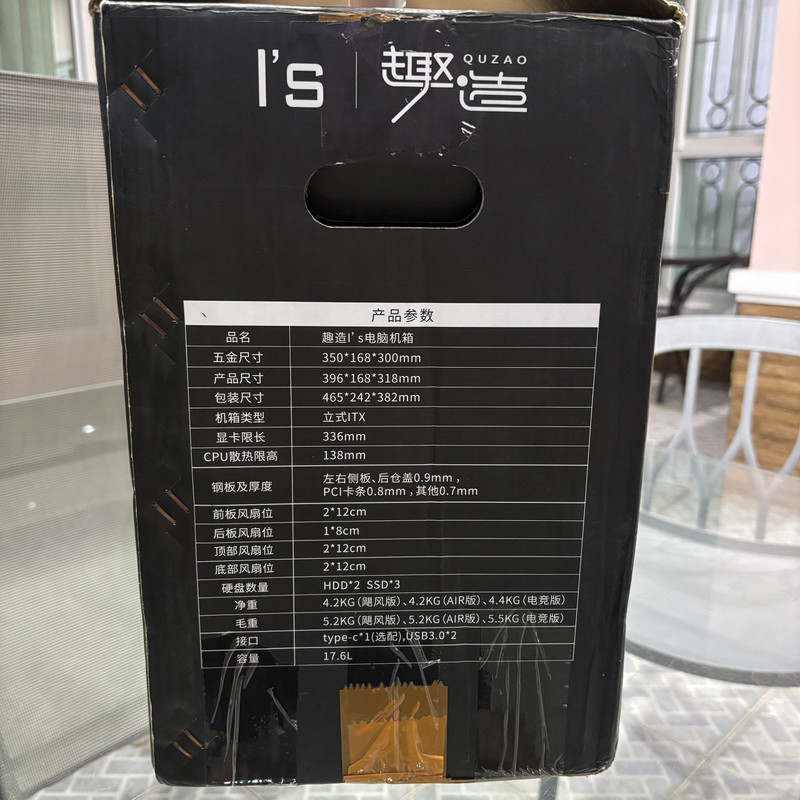 I's
趣造
QUZAO
产品参数
品名 趣造I's电脑机箱
五金尺寸 350*168*300mm
产品尺寸 396*168*318mm
包装尺寸 465*242*382mm
机箱类型 立式ITX
显卡限长 336mm
CPU散热限高 138mm
钢板及厚度 左右侧板、后仓盖0.9mm，
PCI卡条0.8mm，其他0.7mm
前板风扇位 2*12cm
后板风扇位 1*8cm
顶部风扇位 2*12cm
底部风扇位 2*12cm
硬盘数量 HDD*2 SSD*3
净重 4.2KG(飓风版)、4.2KG(AIR版)、4.4KG(电竞版)
毛重 5.2KG(飓风版)、5.2KG(AIR版)、5.5KG(电竞版)
接口 type-c*1(选配),USB3.0*2
容量 17.6L